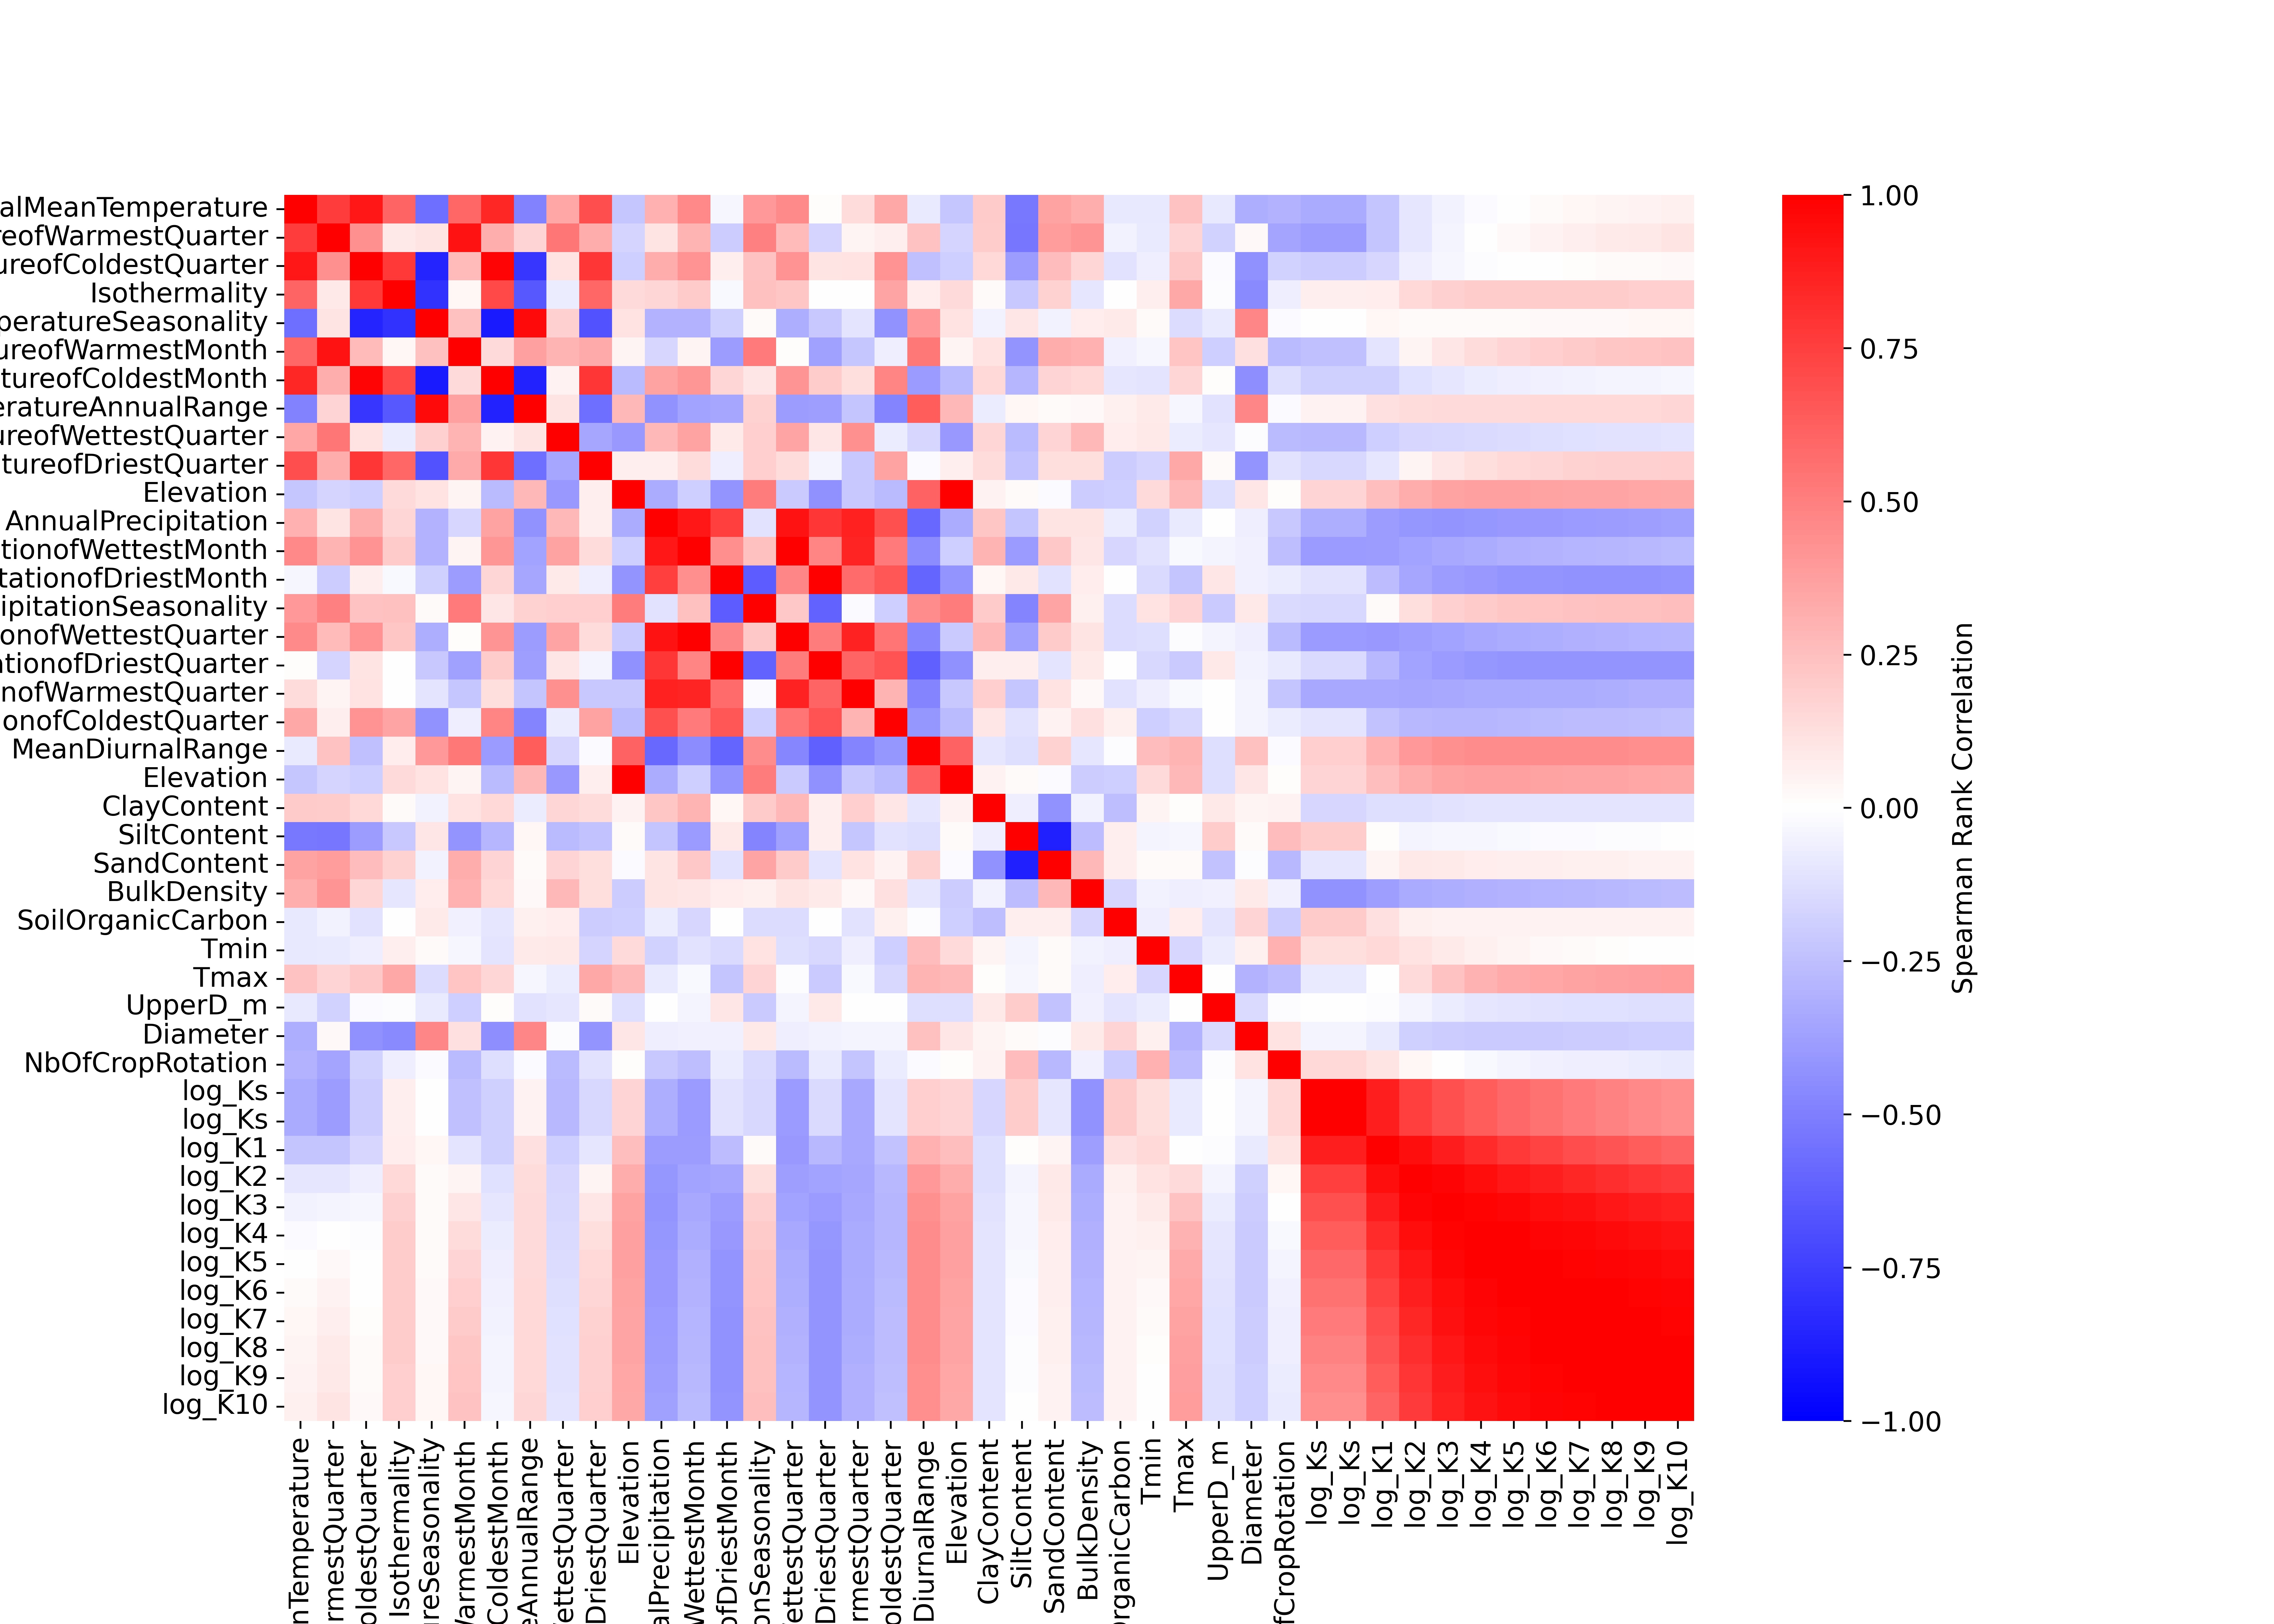 alMeanTemperature
reofWarmestQuarter
ureofColdestQuarter
Isothermality
peratureSeasonality
ureofWarmestMonth
tureofColdestMonth
eratureAnnualRange
ureofWettestQuarter
tureofDriestQuarter
Elevation
AnnualPrecipitation
tionofWettestMonth
tationofDriestMonth
ipitationSeasonality
onofWettestQuarter
ationofDriestQuarter
nofWarmestQuarter
onofColdestQuarter
MeanDiurnalRange
Elevation
ClayContent
SiltContent
SandContent
BulkDensity
SoilOrganicCarbon
Tmin
Tmax
UpperD_m
Diameter
NbOfCropRotation
log_Ks
log_Ks
log_K1
log_K2
log_K3
log_K4
log_K5
log_K6
log_K7
log_K8
log_K9
log_K10
nTemperature
rmestQuarter
oldestQuarter
Isothermality
ureSeasonality
WarmestMonth
ColdestMonth
eAnnualRange
VettestQuarter
DriestQuarter
Elevation
alPrecipitation
WettestMonth
ofDriestMonth
onSeasonality
ettestQuarter
DriestQuarter
rmestQuarter
oldestQuarter
DiurnalRange
Elevation
ClayContent
SiltContent
SandContent
BulkDensity
OrganicCarbon
Tmin
Tmax
UpperD_m
Diameter
fCropRotation
log_Ks
log_Ks
log_K1
log_K2
log_K3
log_K4
log_K5
log_K6
log_K7
log_K8
log_K9
log_K10
1.00
0.75
0.50
0.25
0.00
−0.25
−0.50
−0.75
−1.00
Spearman Rank Correlation